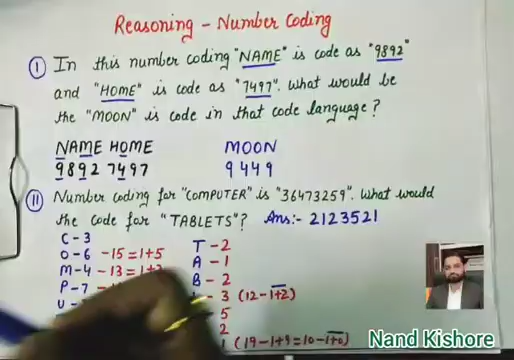 Reasoning - Number Coding
I In this number coding "NAME" is code as "9892"
and "HOME" is code as "7497". What would be
the "MOON" is code in that code language?
NAME HOME MOON
9892 7497 9449
II Number coding for "COMPUTER" is "36473259". What would
the code for "TABLETS"? Ans:- 2123521
C-3 T-2
O-6 -15=1+5 A-1
M-4 -13=1+3 B-2
P-7 3 (12-1+2)
U- 5
2
1 (19-1+9=10-1+0)
Nand Kishore